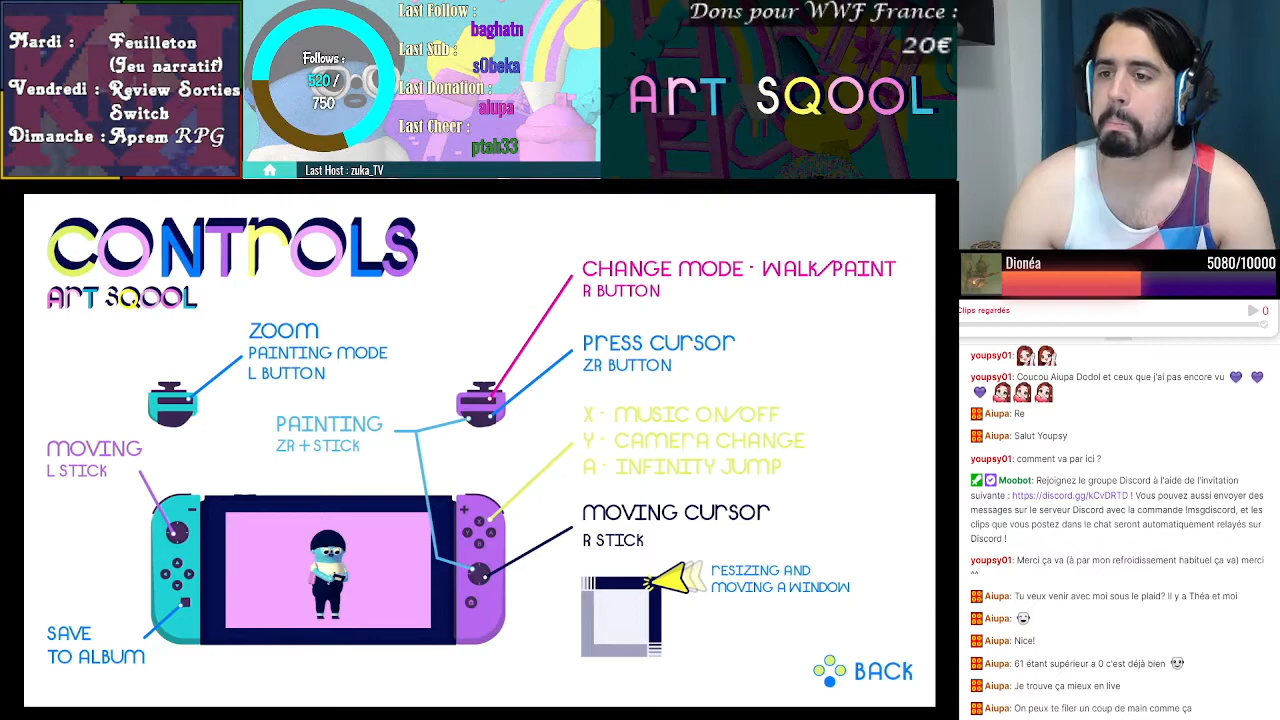 Mardi : Feuilleton
(Jeu narratif)
Vendredi : Review Sorties
Switch
Dimanche : Aprem RPG
Follows :
520 /
750
Last Follow :
baghatn
Last Sub :
s0beka
Last Donation :
alupa
Last Cheer :
ptah33
Last Host : zuka_TV
Dons pour WWF France :
20€
ArT SQOOL
CONTrOLS
ArT SQOOL
ZOOM
PAINTING MODE
L BUTTON
CHANGE MODE - WALK/PAINT
R BUTTON
PRESS CURSOR
ZR BUTTON
PAINTING
ZR + STICK
X - MUSIC ON/OFF
Y - CAMERA CHANGE
A - INFINITY JUMP
MOVING
L STICK
MOVING CURSOR
R STICK
RESIZING AND
MOVING A WINDOW
SAVE
TO ALBUM
BACK
X
Y
A
B
Dionéa 5080/10000
Clips regardés 0
youpsy01:
youpsy01: Coucou Aiupa Dodol et ceux que j'ai pas encore vu
Aiupa: Re
Aiupa: Salut Youpsy
youpsy01: comment va par ici ?
Moobot: Rejoignez le groupe Discord à l'aide de l'invitation
suivante : https://discord.gg/kCvDRTD ! Vous pouvez aussi envoyer des
messages sur le serveur Discord avec la commande !msgdiscord, et les
clips que vous postez dans le chat seront automatiquement relayés sur
Discord !
youpsy01: Merci ça va (à par mon refroidissement habituel ça va) merci
^^
Aiupa: Tu veux venir avec moi sous le plaid? Il y a Théa et moi
Aiupa:
Aiupa: Nice!
Aiupa: 61 étant supérieur a 0 c'est déjà bien
Aiupa: Je trouve ça mieux en live
Aiupa: On peux te filer un coup de main comme ça